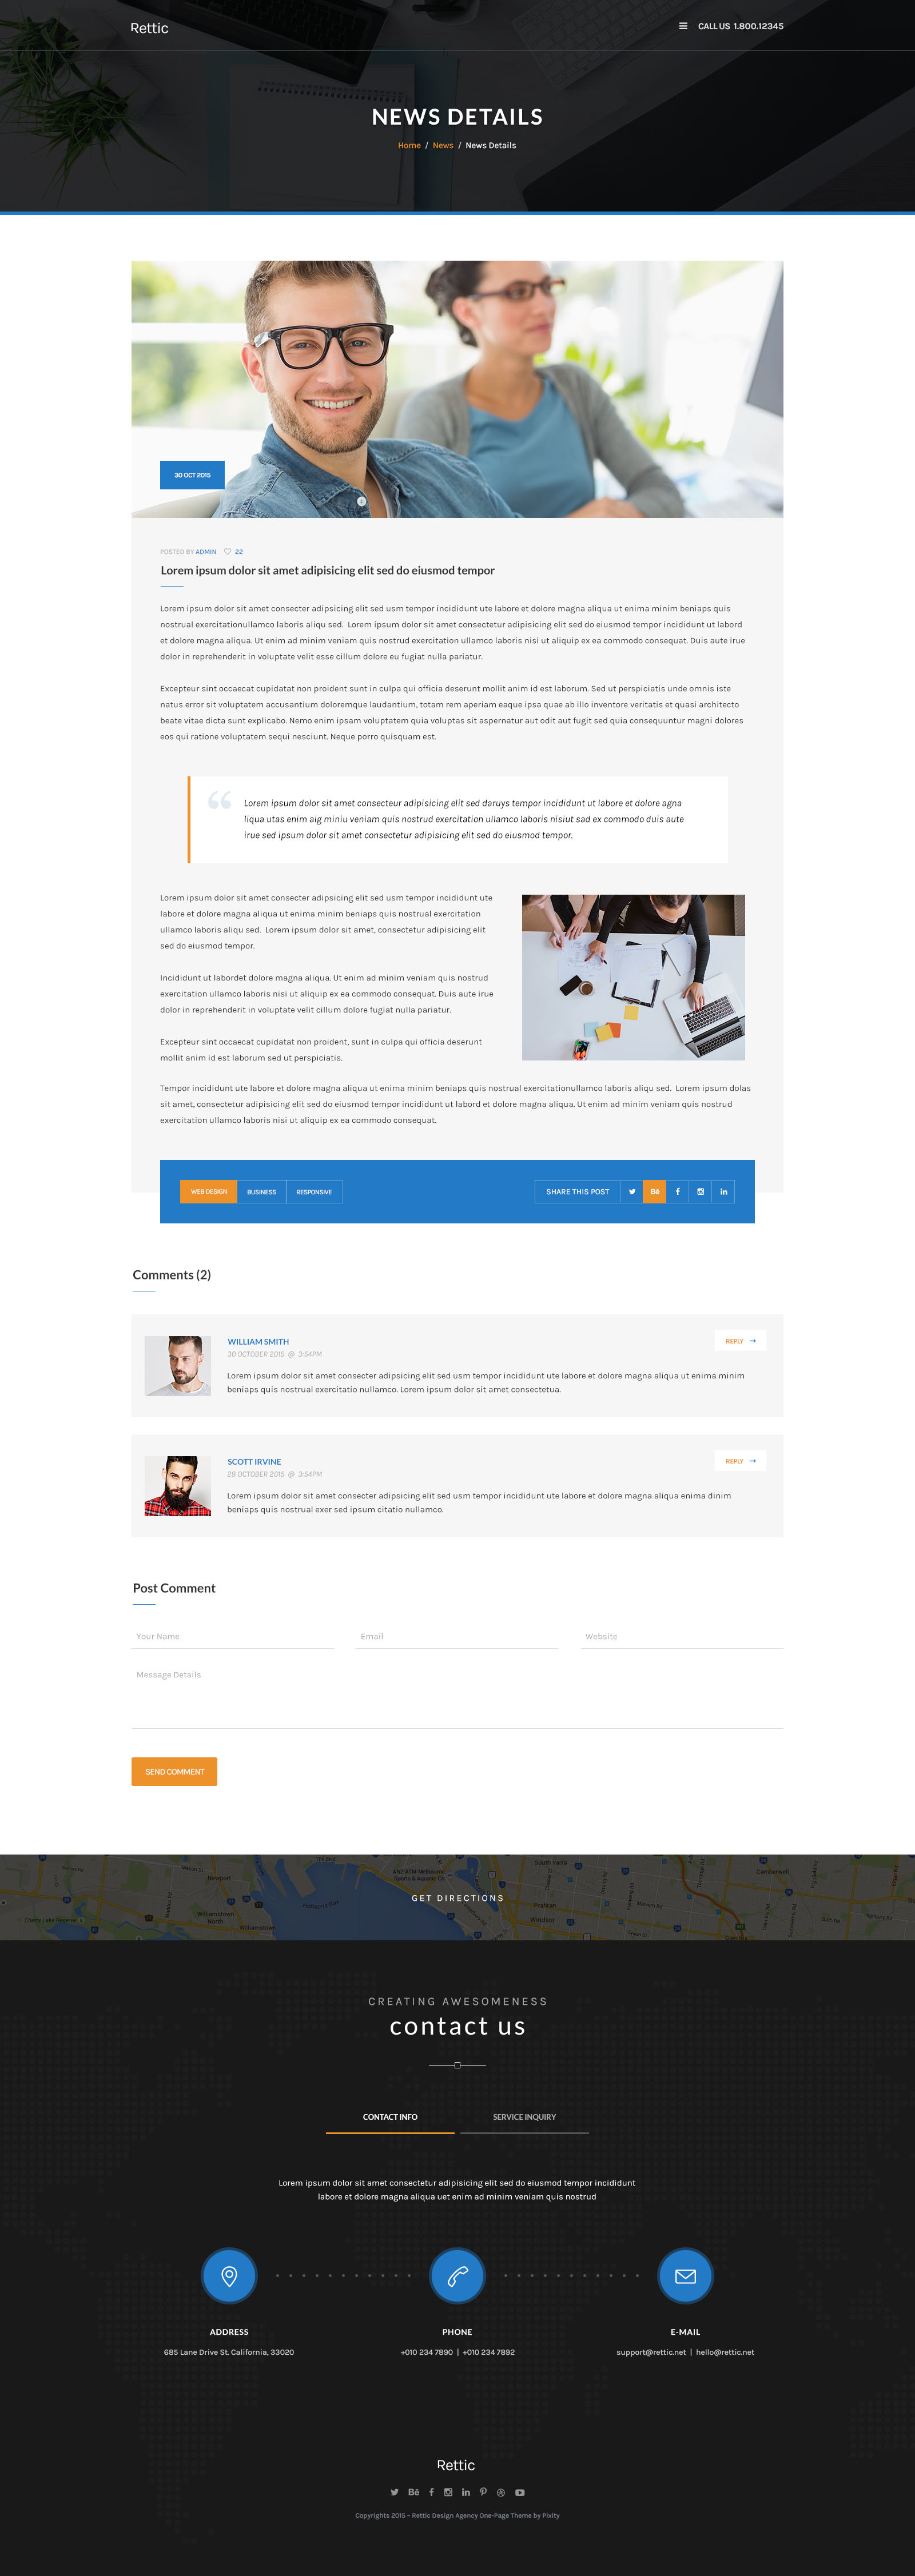 Rettic
CALL US 1.800.12345
NEWS DETAILS
Home / News / News Details
30 OCT 2015
POSTED BY ADMIN 22
Lorem ipsum dolor sit amet adipisicing elit sed do eiusmod tempor
Lorem ipsum dolor sit amet consecter adipsicing elit sed usm tempor incididunt ute labore et dolore magna aliqua ut enima minim beniaps quis
nostrual exercitationullamco laboris aliqu sed. Lorem ipsum dolor sit amet consectetur adipisicing elit sed do eiusmod tempor incididunt ut labord
et dolore magna aliqua. Ut enim ad minim veniam quis nostrud exercitation ullamco laboris nisi ut aliquip ex ea commodo consequat. Duis aute irue
dolor in reprehenderit in voluptate velit esse cillum dolore eu fugiat nulla pariatur.
Excepteur sint occaecat cupidatat non proident sunt in culpa qui officia deserunt mollit anim id est laborum. Sed ut perspiciatis unde omnis iste
natus error sit voluptatem accusantium doloremque laudantium, totam rem aperiam eaque ipsa quae ab illo inventore veritatis et quasi architecto
beate vitae dicta sunt explicabo. Nemo enim ipsam voluptatem quia voluptas sit aspernatur aut odit aut fugit sed quia consequuntur magni dolores
eos qui ratione voluptatem sequi nesciunt. Neque porro quisquam est.
Lorem ipsum dolor sit amet consecteur adipisicing elit sed daruys tempor incididunt ut labore et dolore agna
liqua utas enim aig miniu veniam quis nostrud exercitation ullamco laboris nisiut sad ex commodo duis aute
irue sed ipsum dolor sit amet consectetur adipisicing elit sed do eiusmod tempor.
Lorem ipsum dolor sit amet consecter adipsicing elit sed usm tempor incididunt ute
labore et dolore magna aliqua ut enima minim beniaps quis nostrual exercitation
ullamco laboris aliqu sed. Lorem ipsum dolor sit amet, consectetur adipisicing elit
sed do eiusmod tempor.
Incididunt ut labordet dolore magna aliqua. Ut enim ad minim veniam quis nostrud
exercitation ullamco laboris nisi ut aliquip ex ea commodo consequat. Duis aute irue
dolor in reprehenderit in voluptate velit cillum dolore fugiat nulla pariatur.
Excepteur sint occaecat cupidatat non proident, sunt in culpa qui officia deserunt
mollit anim id est laborum sed ut perspiciatis.
Tempor incididunt ute labore et dolore magna aliqua ut enima minim beniaps quis nostrual exercitationullamco laboris aliqu sed. Lorem ipsum dolas
sit amet, consectetur adipisicing elit sed do eiusmod tempor incididunt ut labord et dolore magna aliqua. Ut enim ad minim veniam quis nostrud
exercitation ullamco laboris nisi ut aliquip ex ea commodo consequat.
WEB DESIGN BUSINESS RESPONSIVE SHARE THIS POST Bē
Comments (2)
WILLIAM SMITH
REPLY
30 OCTOBER 2015 @ 3:54PM
Lorem ipsum dolor sit amet consecter adipsicing elit sed usm tempor incididunt ute labore et dolore magna aliqua ut enima minim
beniaps quis nostrual exercitatio nullamco. Lorem ipsum dolor sit amet consectetua.
SCOTT IRVINE
REPLY
28 OCTOBER 2015 @ 3:54PM
Lorem ipsum dolor sit amet consecter adipsicing elit sed usm tempor incididunt ute labore et dolore magna aliqua enima dinim
beniaps quis nostrual exer sed ipsum citatio nullamco.
Post Comment
Your Name Email Website
Message Details
SEND COMMENT
South Yarra
Camberwell
Newport
Williamstown
North
Williamstown
Prahran
Windsor
GET DIRECTIONS
CREATING AWESOMENESS
contact us
CONTACT INFO SERVICE INQUIRY
Lorem ipsum dolor sit amet consectetur adipisicing elit sed do eiusmod tempor incididunt
labore et dolore magna aliqua uet enim ad minim veniam quis nostrud
ADDRESS
685 Lane Drive St. California, 33020
PHONE
+010 234 7890 | +010 234 7892
E-MAIL
support@rettic.net | hello@rettic.net
Rettic
Bē
Copyrights 2015 – Rettic Design Agency One-Page Theme by Pixity